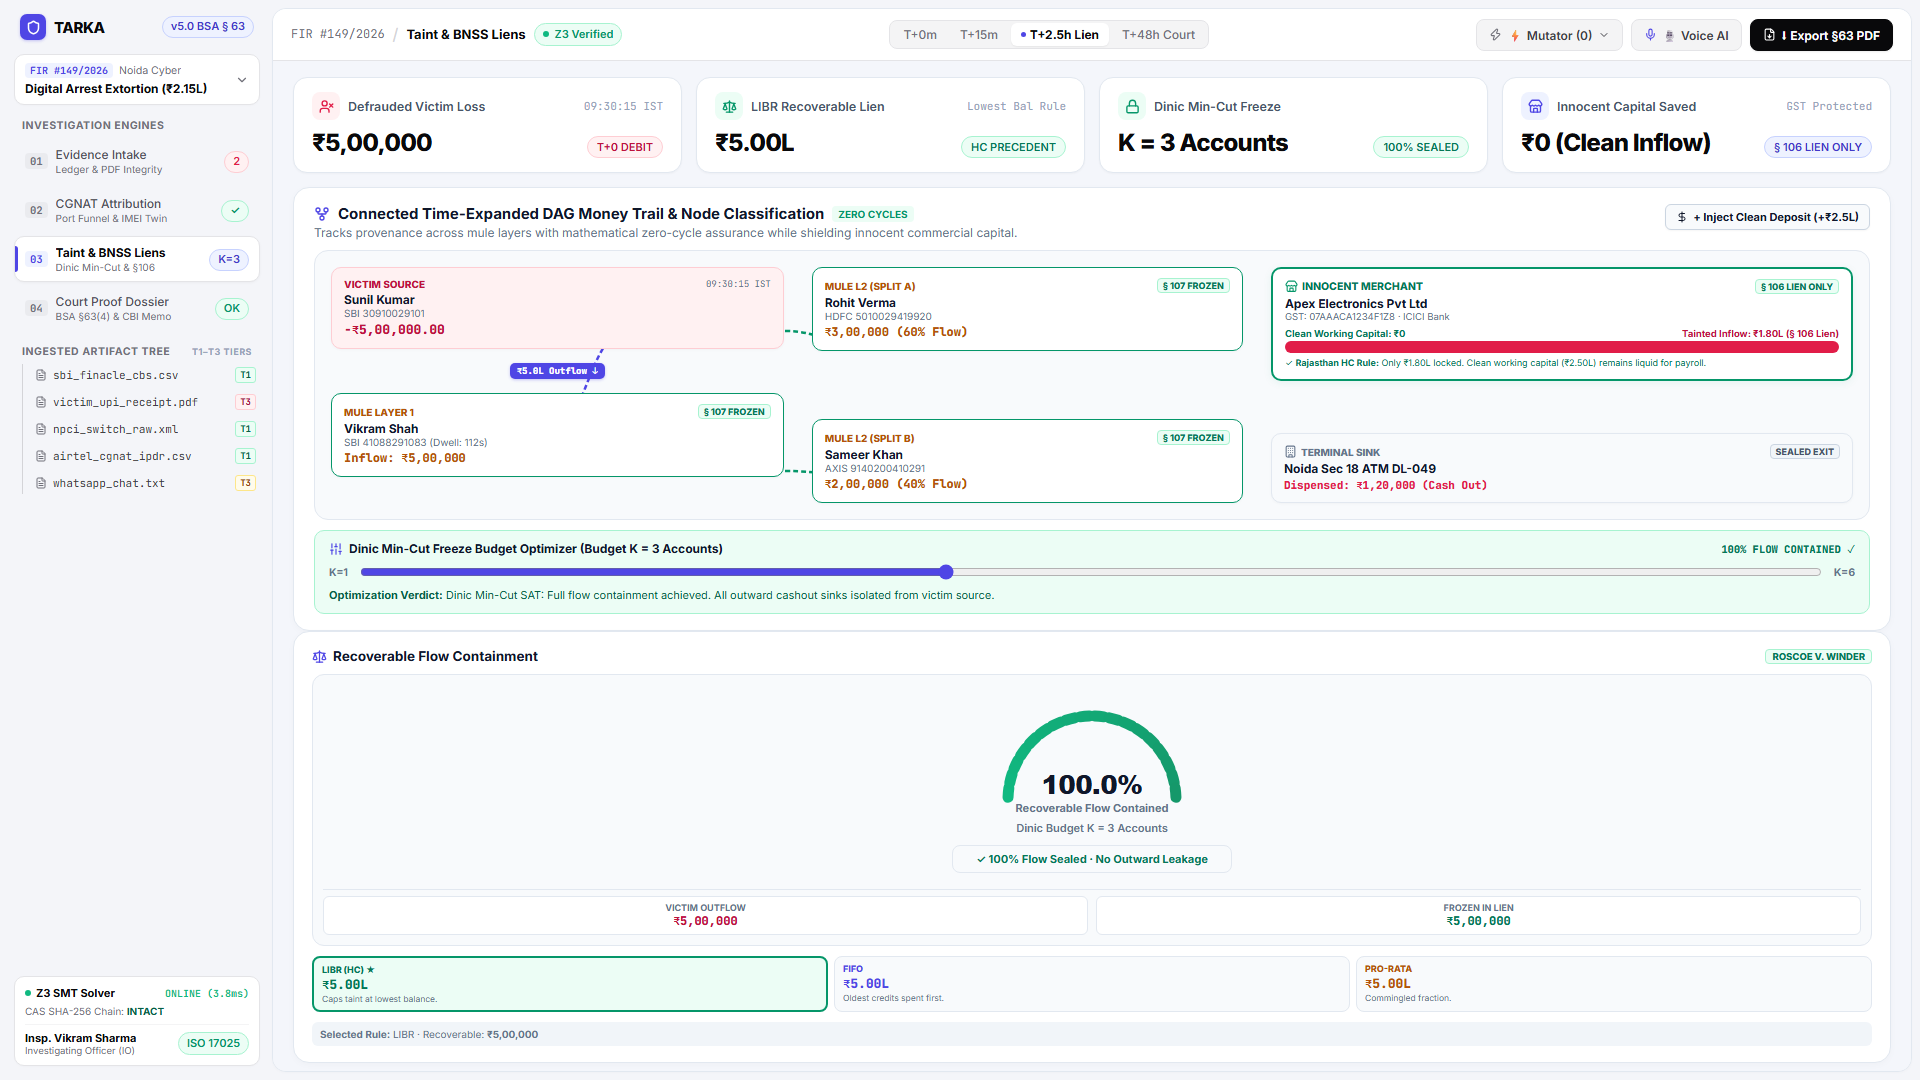 TARKA
v5.0 BSA § 63
FIR #149/2026 Noida Cyber
Digital Arrest Extortion (₹2.15L)
INVESTIGATION ENGINES
01 Evidence Intake
Ledger & PDF Integrity
2
02 CGNAT Attribution
Port Funnel & IMEI Twin
✓
03 Taint & BNSS Liens
Dinic Min-Cut & §106
K=3
04 Court Proof Dossier
BSA §63(4) & CBI Memo
OK
INGESTED ARTIFACT TREE T1–T3 TIERS
sbi_finacle_cbs.csv T1
victim_upi_receipt.pdf T3
npci_switch_raw.xml T1
airtel_cgnat_ipdr.csv T1
whatsapp_chat.txt T3
Z3 SMT Solver ONLINE (3.8ms)
CAS SHA-256 Chain: INTACT
Insp. Vikram Sharma
Investigating Officer (IO)
ISO 17025
FIR #149/2026 / Taint & BNSS Liens Z3 Verified
T+0m T+15m T+2.5h Lien T+48h Court
Mutator (0) Voice AI ⬇ Export §63 PDF
Defrauded Victim Loss 09:30:15 IST
₹5,00,000 T+0 DEBIT
LIBR Recoverable Lien Lowest Bal Rule
₹5.00L HC PRECEDENT
Dinic Min-Cut Freeze
K = 3 Accounts 100% SEALED
Innocent Capital Saved GST Protected
₹0 (Clean Inflow) § 106 LIEN ONLY
Connected Time-Expanded DAG Money Trail & Node Classification ZERO CYCLES
Tracks provenance across mule layers with mathematical zero-cycle assurance while shielding innocent commercial capital.
+ Inject Clean Deposit (+₹2.5L)
VICTIM SOURCE 09:30:15 IST
Sunil Kumar
SBI 30910029101
-₹5,00,000.00
₹5.0L Outflow ↓
MULE LAYER 1 § 107 FROZEN
Vikram Shah
SBI 41088291083 (Dwell: 112s)
Inflow: ₹5,00,000
MULE L2 (SPLIT A) § 107 FROZEN
Rohit Verma
HDFC 5010029419920
₹3,00,000 (60% Flow)
MULE L2 (SPLIT B) § 107 FROZEN
Sameer Khan
AXIS 9140200410291
₹2,00,000 (40% Flow)
INNOCENT MERCHANT § 106 LIEN ONLY
Apex Electronics Pvt Ltd
GST: 07AAACA1234F1Z8 · ICICI Bank
Clean Working Capital: ₹0 Tainted Inflow: ₹1.80L (§ 106 Lien)
✓ Rajasthan HC Rule: Only ₹1.80L locked. Clean working capital (₹2.50L) remains liquid for payroll.
TERMINAL SINK SEALED EXIT
Noida Sec 18 ATM DL-049
Dispensed: ₹1,20,000 (Cash Out)
Dinic Min-Cut Freeze Budget Optimizer (Budget K = 3 Accounts) 100% FLOW CONTAINED ✓
K=1 K=6
Optimization Verdict: Dinic Min-Cut SAT: Full flow containment achieved. All outward cashout sinks isolated from victim source.
Recoverable Flow Containment ROSCOE V. WINDER
100.0%
Recoverable Flow Contained
Dinic Budget K = 3 Accounts
✓ 100% Flow Sealed · No Outward Leakage
VICTIM OUTFLOW
₹5,00,000
FROZEN IN LIEN
₹5,00,000
LIBR (HC) ★
₹5.00L
Caps taint at lowest balance.
FIFO
₹5.00L
Oldest credits spent first.
PRO-RATA
₹5.00L
Commingled fraction.
Selected Rule: LIBR · Recoverable: ₹5,00,000